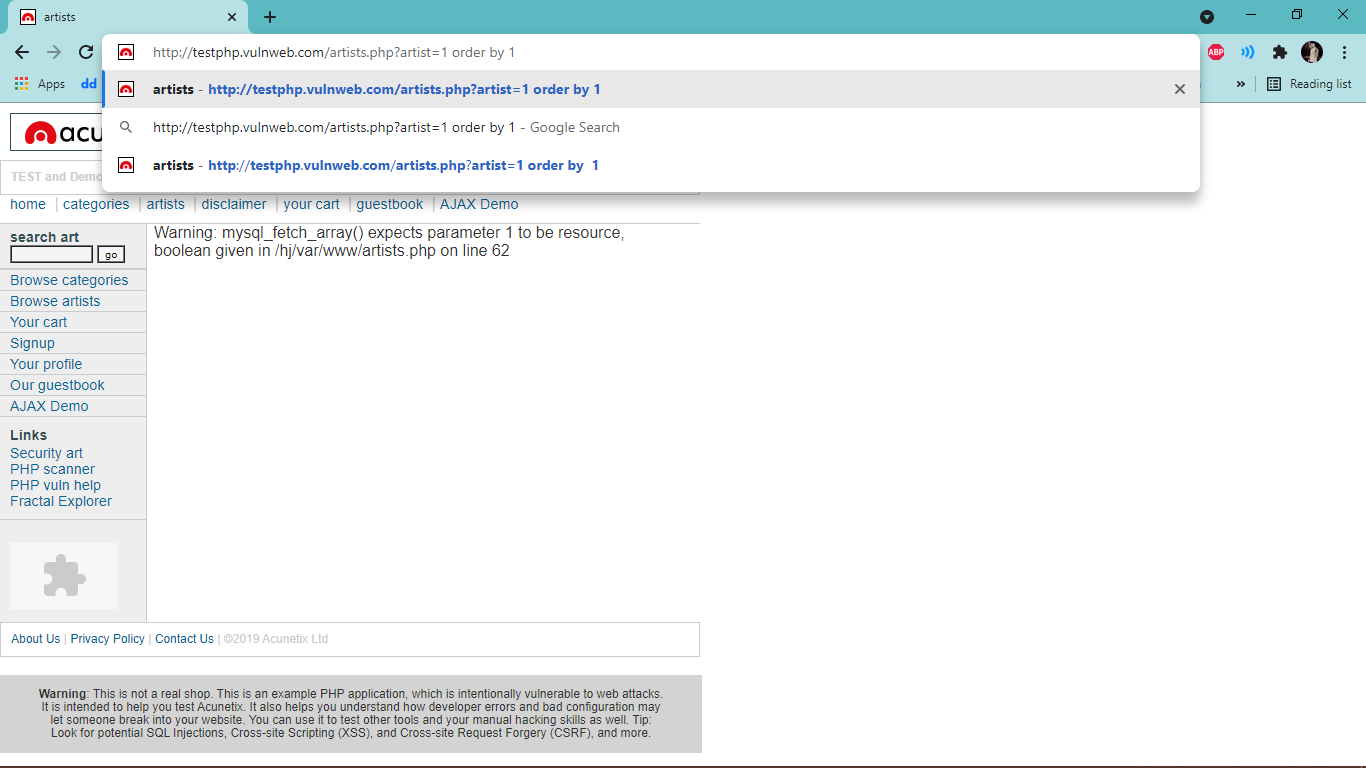 artists
http://testphp.vulnweb.com/artists.php?artist=1 order by 1
ABP
artists - http://testphp.vulnweb.com/artists.php?artist=1 order by 1
Apps dd » Reading list
http://testphp.vulnweb.com/artists.php?artist=1 order by 1 - Google Search
acu
artists - http://testphp.vulnweb.com/artists.php?artist=1 order by  1
TEST and Demo
home | categories | artists | disclaimer | your cart | guestbook | AJAX Demo
search art
go
Browse categories
Browse artists
Your cart
Signup
Your profile
Our guestbook
AJAX Demo
Links
Security art
PHP scanner
PHP vuln help
Fractal Explorer
Warning: mysql_fetch_array() expects parameter 1 to be resource,
boolean given in /hj/var/www/artists.php on line 62
About Us | Privacy Policy | Contact Us | ©2019 Acunetix Ltd
Warning: This is not a real shop. This is an example PHP application, which is intentionally vulnerable to web attacks.
It is intended to help you test Acunetix. It also helps you understand how developer errors and bad configuration may
let someone break into your website. You can use it to test other tools and your manual hacking skills as well. Tip:
Look for potential SQL Injections, Cross-site Scripting (XSS), and Cross-site Request Forgery (CSRF), and more.